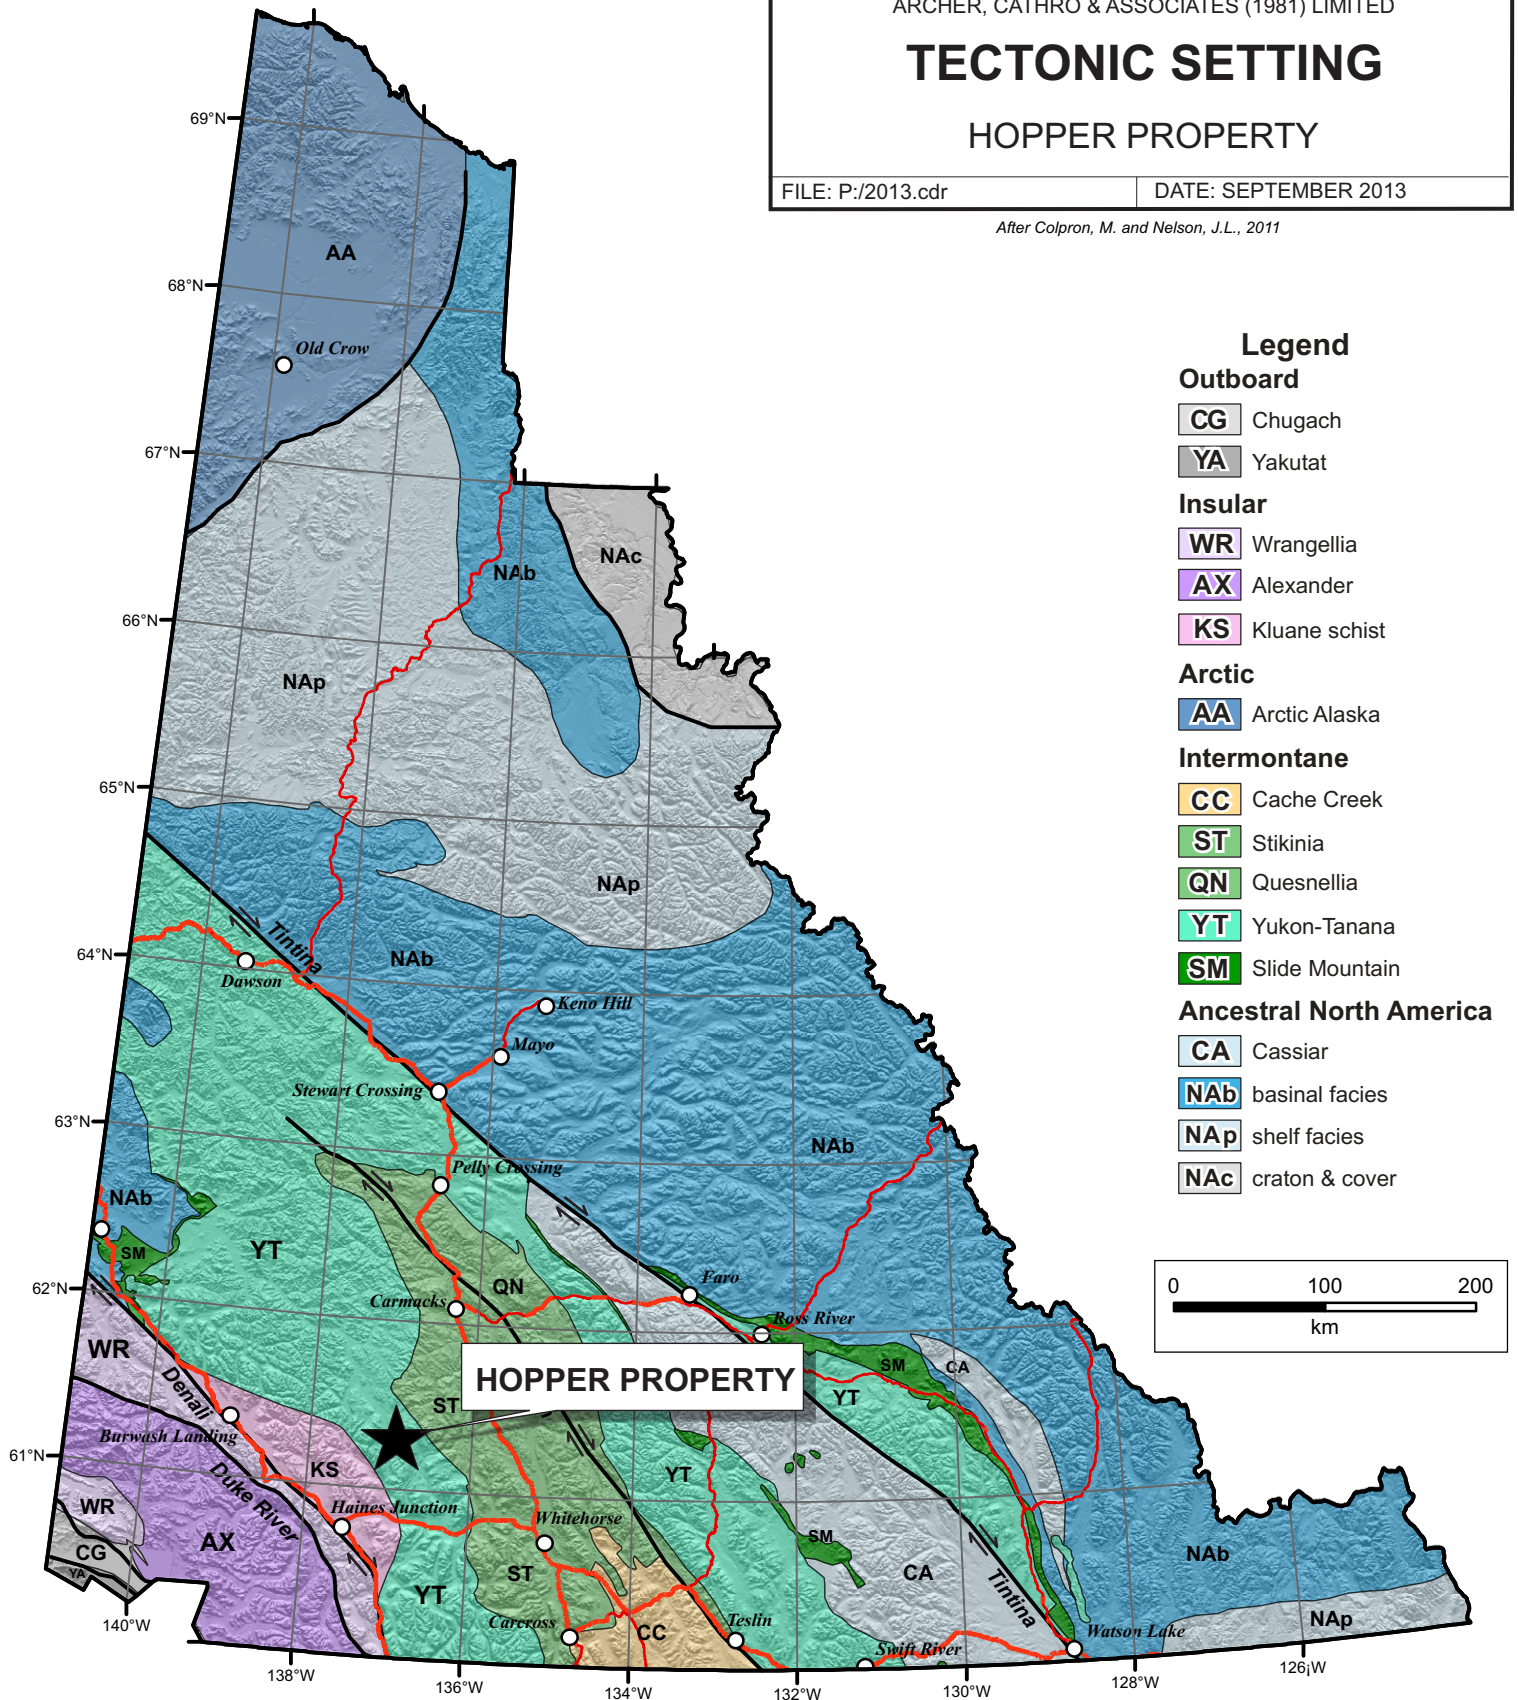 ARCHER, CATHRO & ASSOCIATES (1981) LIMITED
TECTONIC SETTING
HOPPER PROPERTY
FILE: P:/2013.cdr
DATE: SEPTEMBER 2013
After Colpron, M. and Nelson, J.L., 2011
Legend
Outboard
CG Chugach
YA Yakutat
Insular
WR Wrangellia
AX Alexander
KS Kluane schist
Arctic
AA Arctic Alaska
Intermontane
CC Cache Creek
ST Stikinia
QN Quesnellia
YT Yukon-Tanana
SM Slide Mountain
Ancestral North America
CA Cassiar
NAb basinal facies
NAp shelf facies
NAc craton & cover
0 100 200
km
69°N
AA
68°N
Old Crow
67°N
NAc
NAb
66°N
NAp
65°N
NAp
Tintina
64°N
NAb
Dawson
Keno Hill
Mayo
Stewart Crossing
63°N
NAb
Pelly Crossing
NAb
YT
SM
62°N
QN
Faro
Carmacks
Ross River
WR
SM
CA
Denali
HOPPER PROPERTY
YT
ST
Burwash Landing
61°N
KS
YT
Duke River
WR
Haines Junction
Whitehorse
SM
AX
CG
YA
ST
CA
NAb
YT
Tintina
Carcross
CC
Teslin
Swift River
Watson Lake
NAp
140°W
138°W
136°W
134°W
132°W
130°W
128°W
126¡W